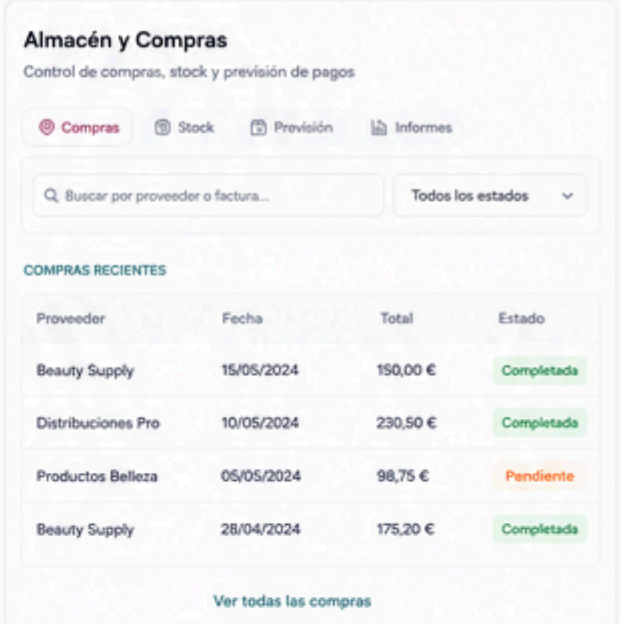 Almacén y Compras
Control de compras, stock y previsión de pagos
Compras Stock Previsión Informes
Buscar por proveedor o factura... Todos los estados
COMPRAS RECIENTES
Proveedor Fecha Total Estado
Beauty Supply 15/05/2024 150,00 € Completada
Distribuciones Pro 10/05/2024 230,50 € Completada
Productos Belleza 05/05/2024 98,75 € Pendiente
Beauty Supply 28/04/2024 175,20 € Completada
Ver todas las compras